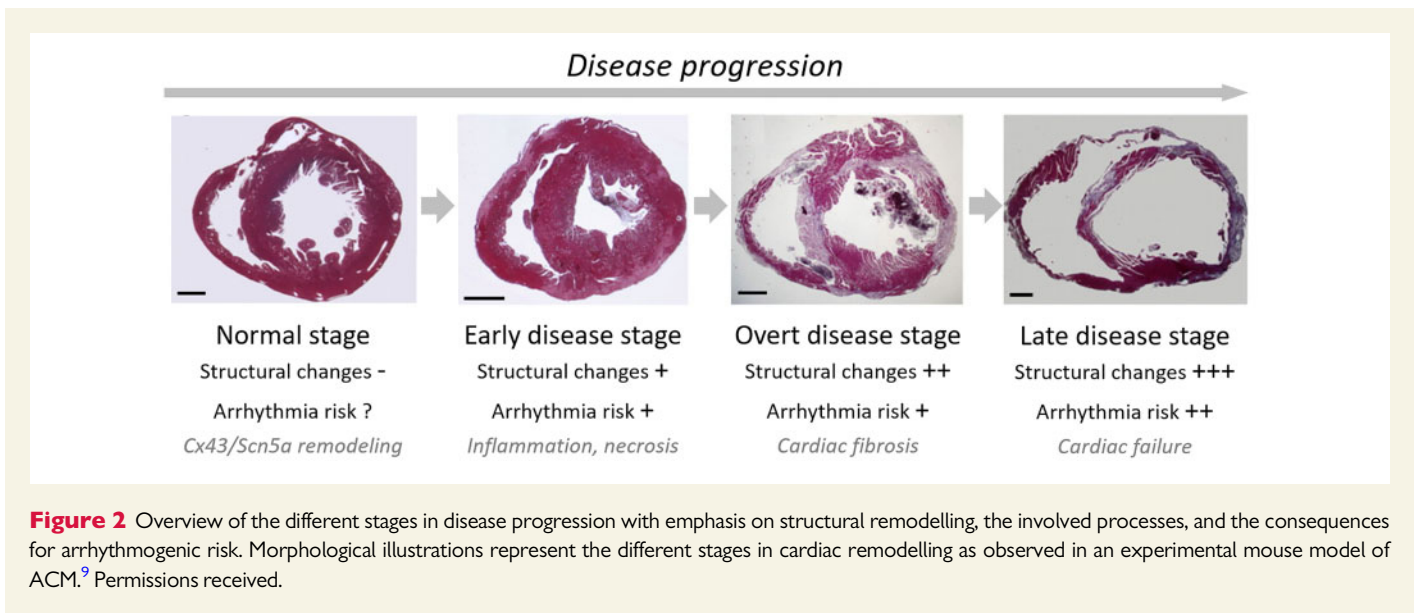 Disease progression
Normal stage
Structural changes -
Arrhythmia risk ?
Cx43/Scn5a remodeling
Early disease stage
Structural changes +
Arrhythmia risk +
Inflammation, necrosis
Overt disease stage
Structural changes ++
Arrhythmia risk +
Cardiac fibrosis
Late disease stage
Structural changes +++
Arrhythmia risk ++
Cardiac failure
Figure 2 Overview of the different stages in disease progression with emphasis on structural remodelling, the involved processes, and the consequences
for arrhythmogenic risk. Morphological illustrations represent the different stages in cardiac remodelling as observed in an experimental mouse model of
ACM.9 Permissions received.